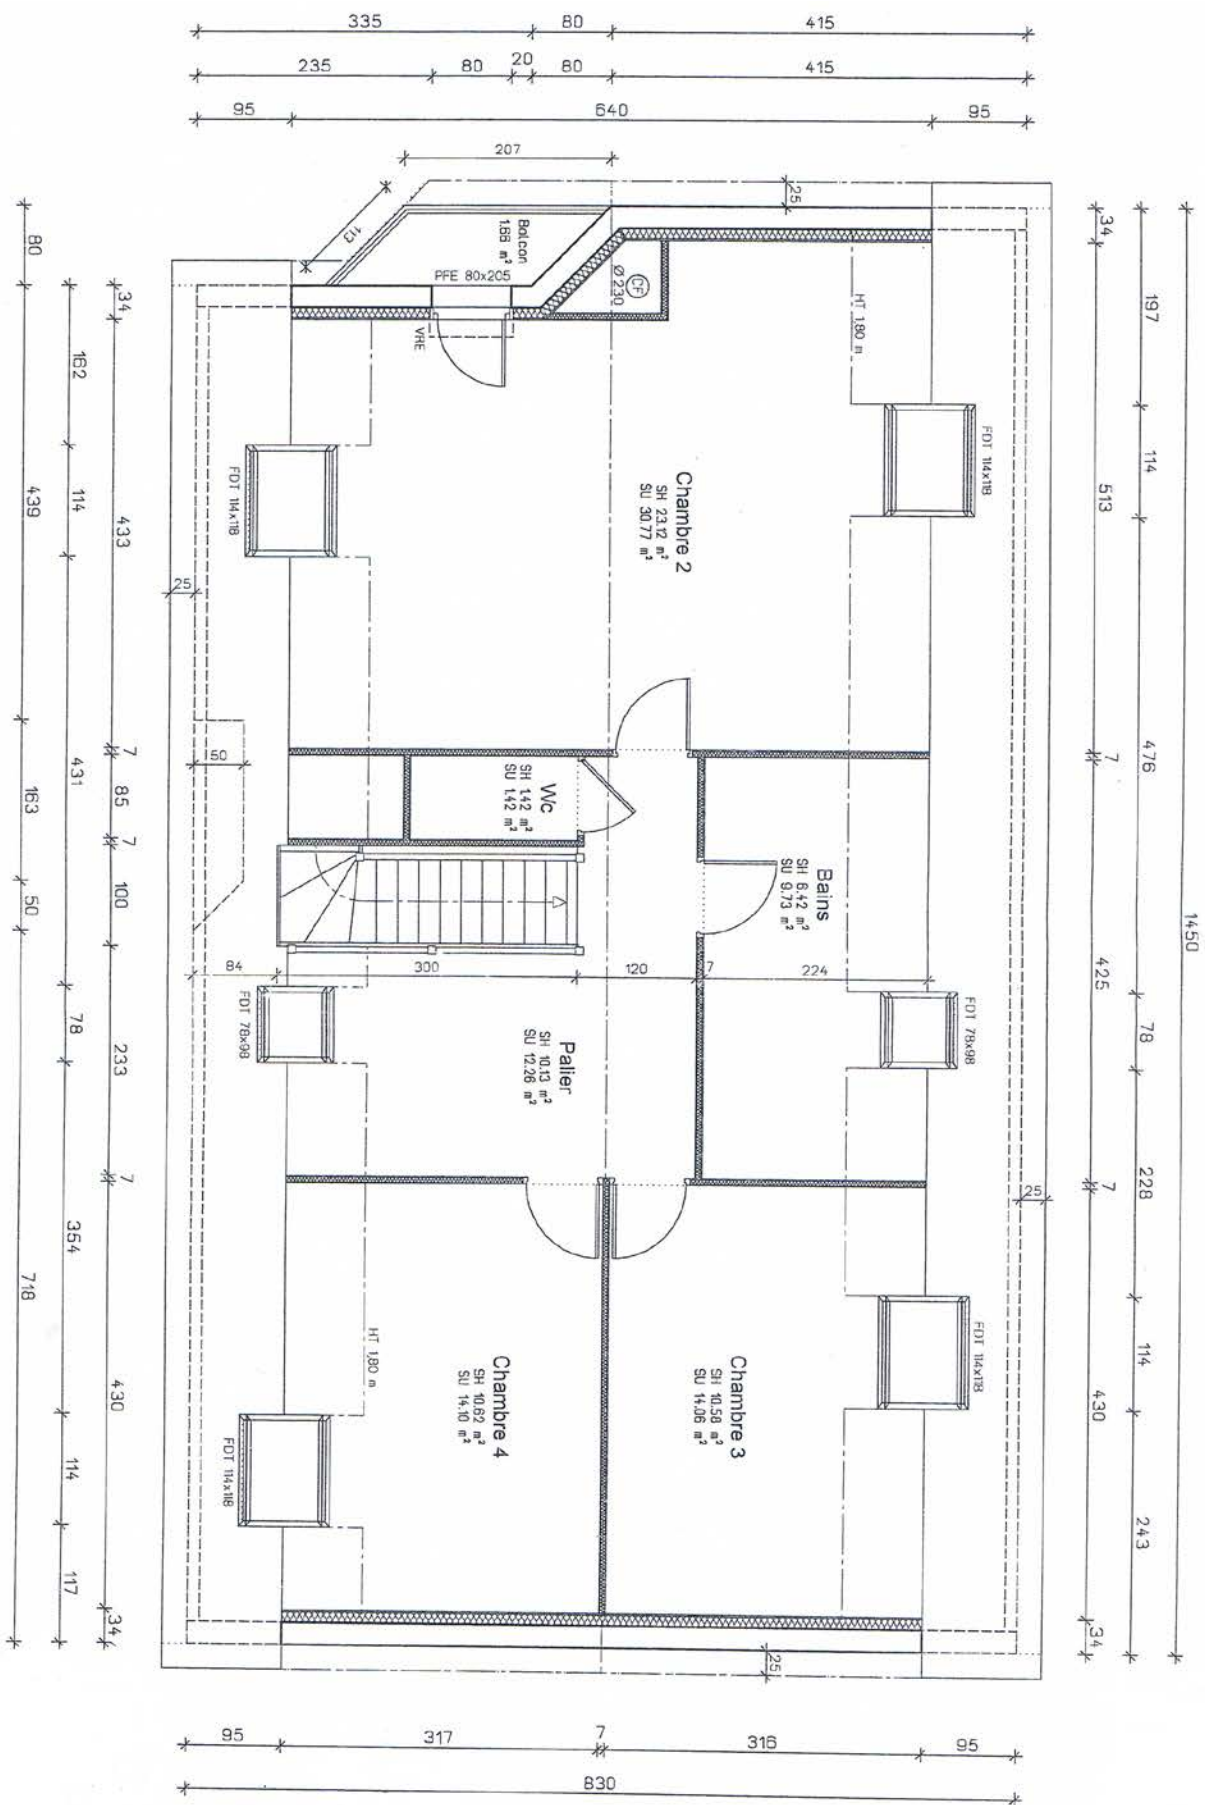 335
80
415
235
80
20
80
415
95
640
95
207
25
113
Balcon
1.66 m²
PFE 80x205
VRE
CF
Ø 230
HT 1,80 m
FDT 114x118
FDT 114x118
Chambre 2
SH 23.12 m²
SU 30.77 m²
25
60
Wc
SH 1.42 m²
SU 1.42 m²
Bains
SH 6.42 m²
SU 9.73 m²
84
300
120
7
224
FDT 78x98
FDT 78x98
Palier
SH 10.13 m²
SU 12.26 m²
25
FDT 114x118
HT 1,80 m
Chambre 4
SH 10.62 m²
SU 14.10 m²
Chambre 3
SH 10.58 m²
SU 14.06 m²
FDT 114x118
25
80
439
163
50
718
162
114
431
78
354
114
117
34
433
7
85
7
100
233
7
430
34
34
513
7
425
7
430
34
197
114
476
78
228
114
243
1450
95
317
7
316
95
830